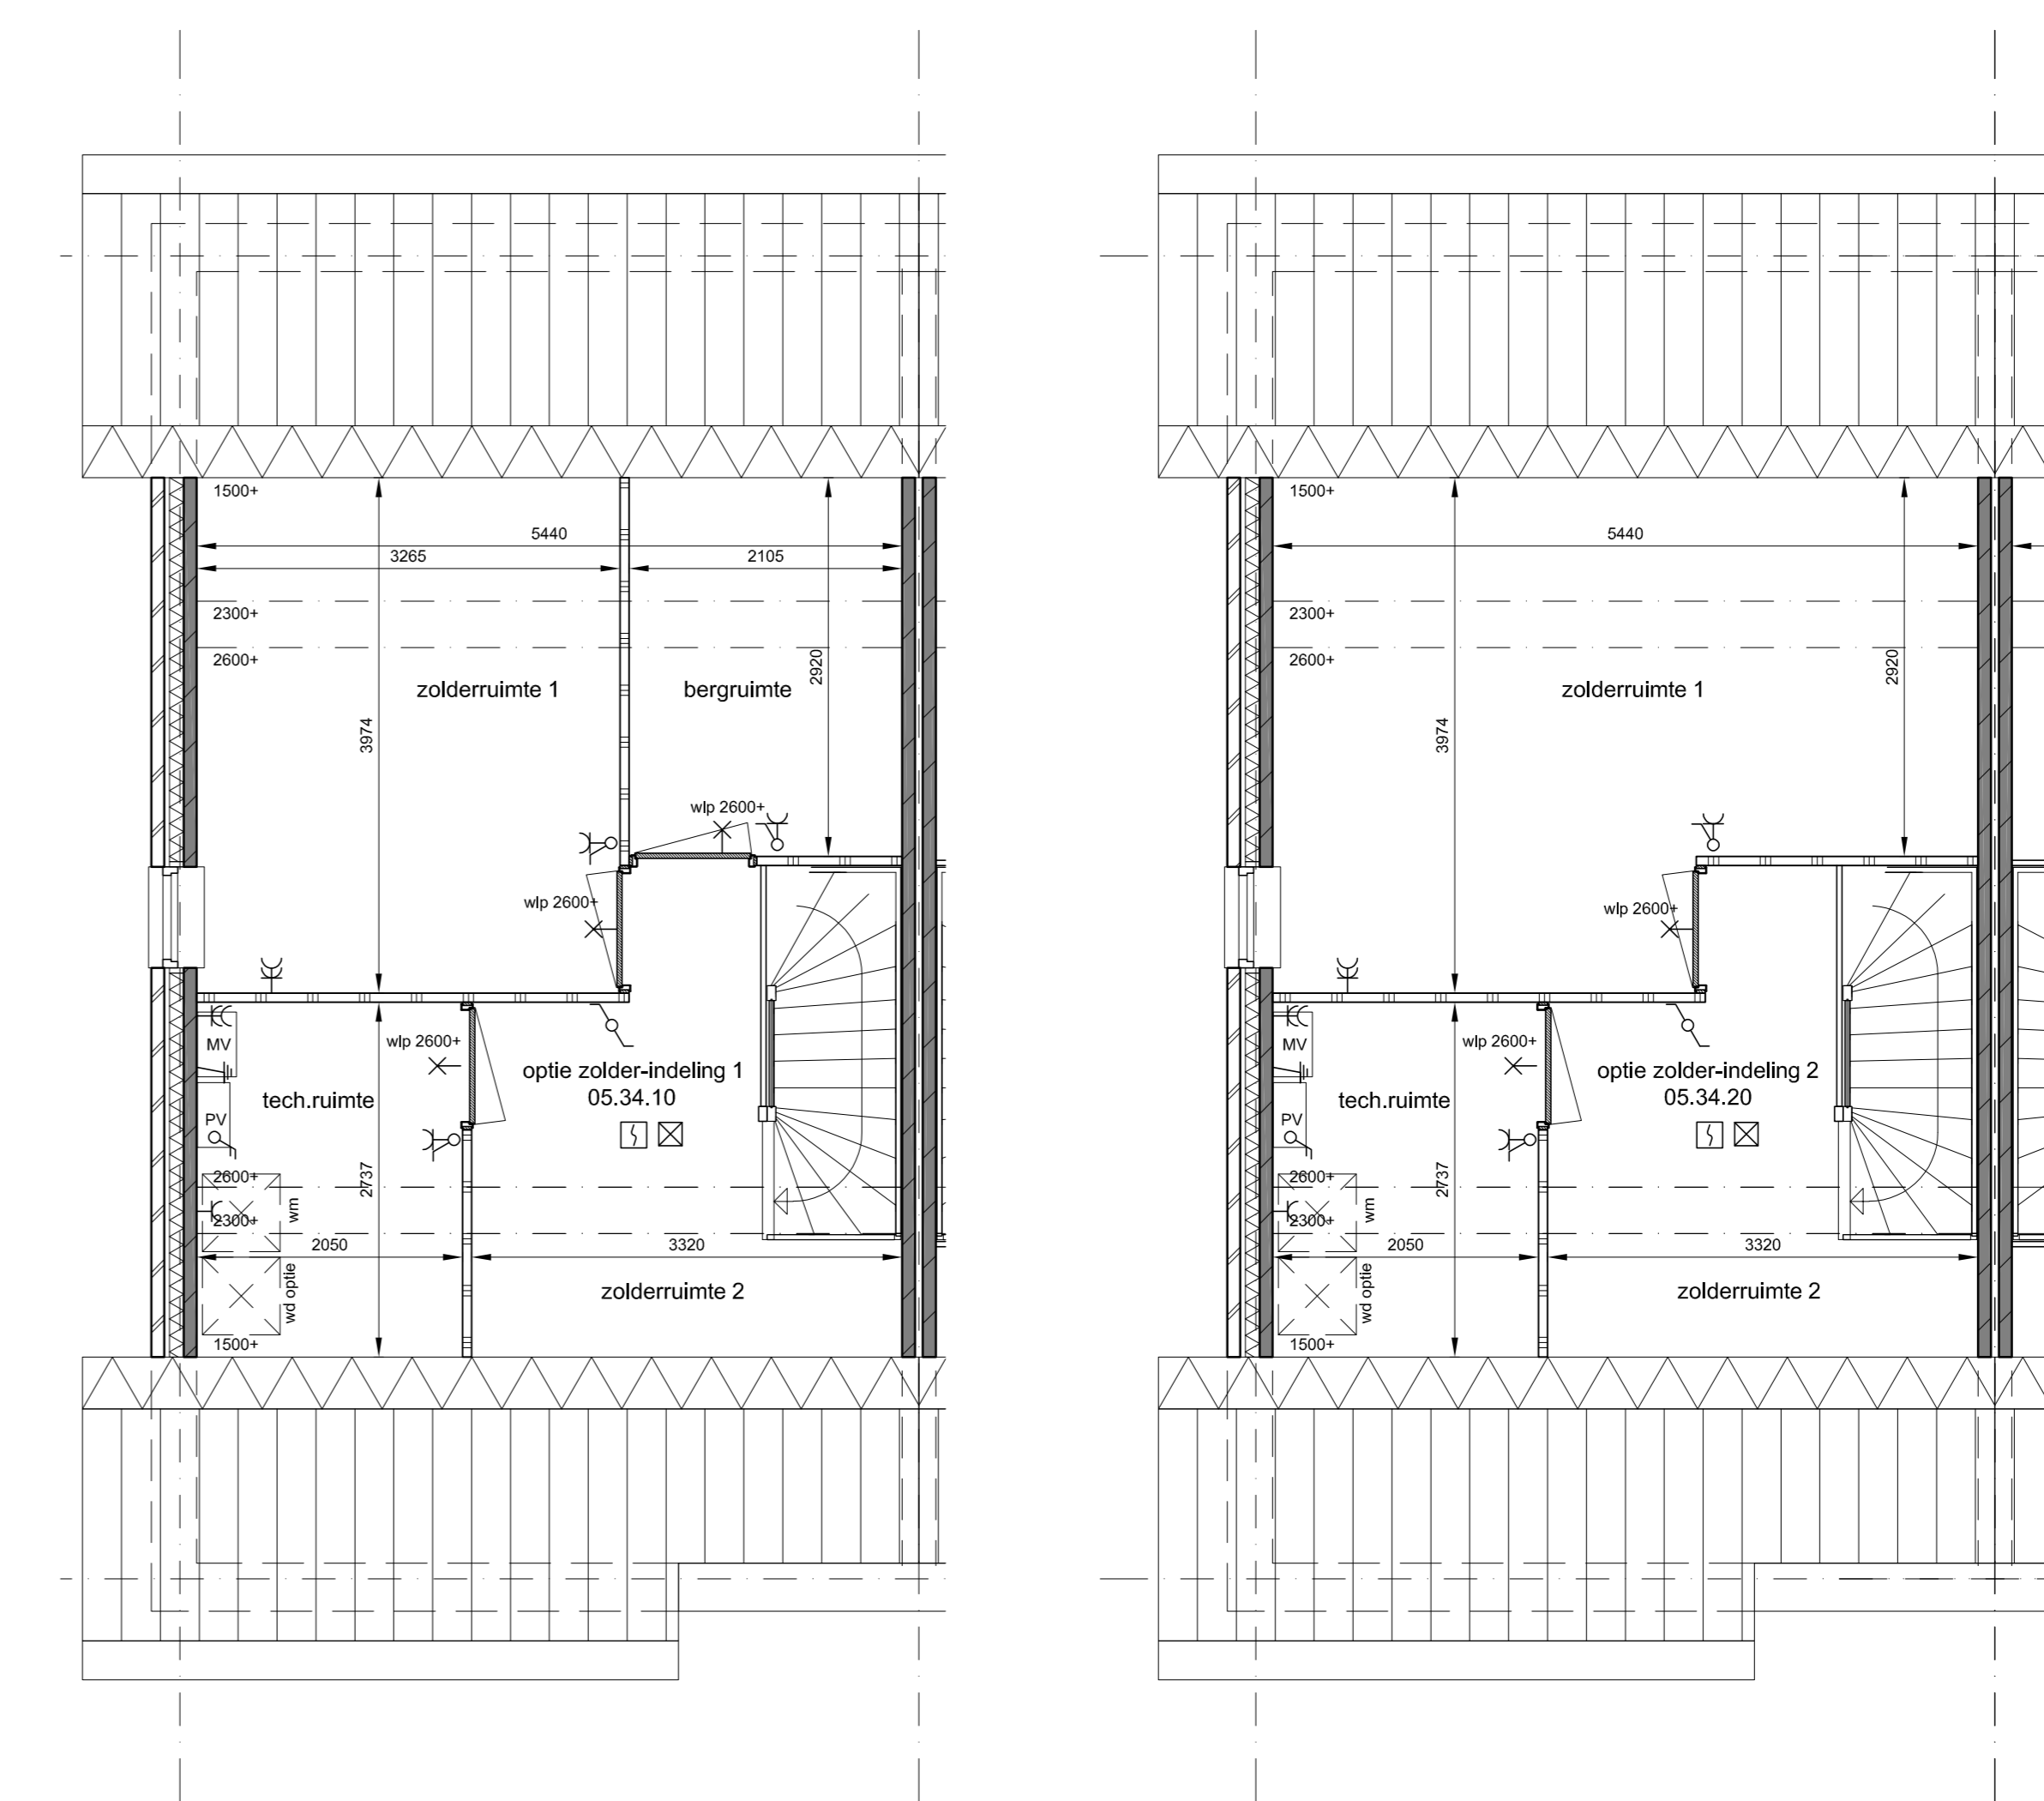 1500+
5440
3265
2105
2300+
2600+
2920
zolderruimte 1
bergruimte
3974
wlp 2600+
wlp 2600+
MV
wlp 2600+
optie zolder-indeling 1
05.34.10
tech.ruimte
PV
2600+
2737
wm
2300+
2050
3320
wd optie
zolderruimte 2
1500+
1500+
5440
2300+
2600+
2920
zolderruimte 1
3974
wlp 2600+
MV
wlp 2600+
optie zolder-indeling 2
05.34.20
tech.ruimte
PV
2600+
2737
wm
2300+
2050
3320
wd optie
zolderruimte 2
1500+